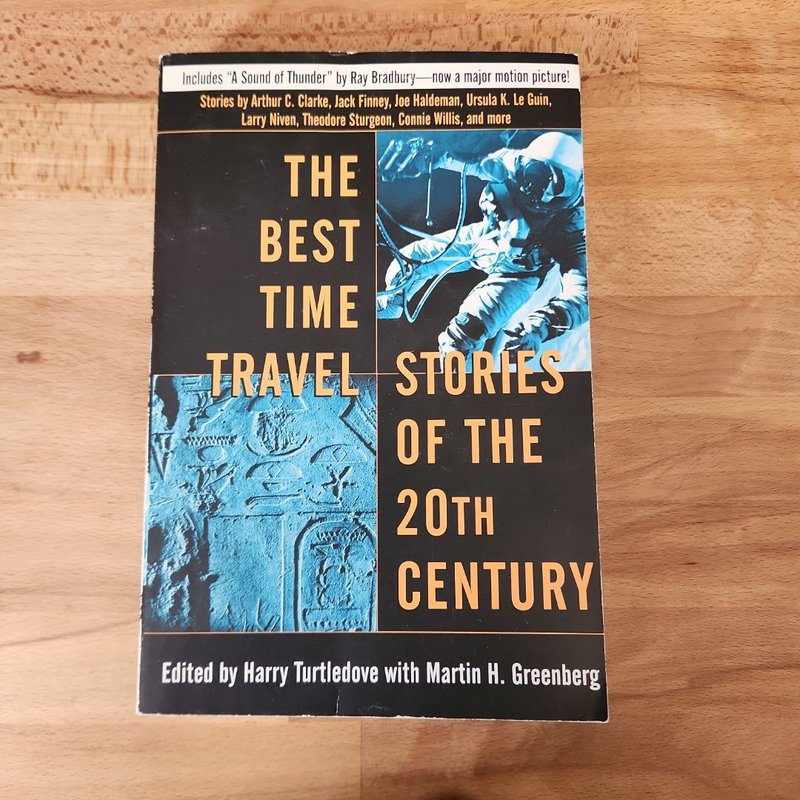 Includes "A Sound of Thunder" by Ray Bradbury—now a major motion picture!
Stories by Arthur C. Clarke, Jack Finney, Joe Haldeman, Ursula K. Le Guin,
Larry Niven, Theodore Sturgeon, Connie Willis, and more
THE
BEST
TIME
TRAVEL
STORIES
OF THE
20TH
CENTURY
Edited by Harry Turtledove with Martin H. Greenberg